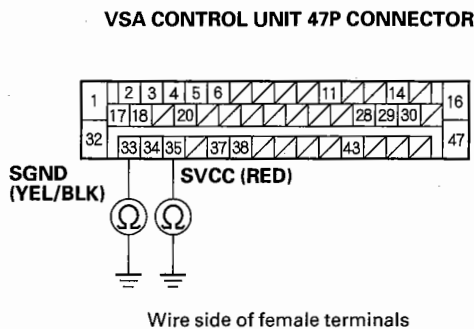 VSA CONTROL UNIT 47P CONNECTOR
1 2 3 4 5 6 11 14 16
17 18 20 28 29 30
32 33 34 35 37 38 43 47
SGND
(YEL/BLK)
SVCC (RED)
Ω Ω
Wire side of female terminals